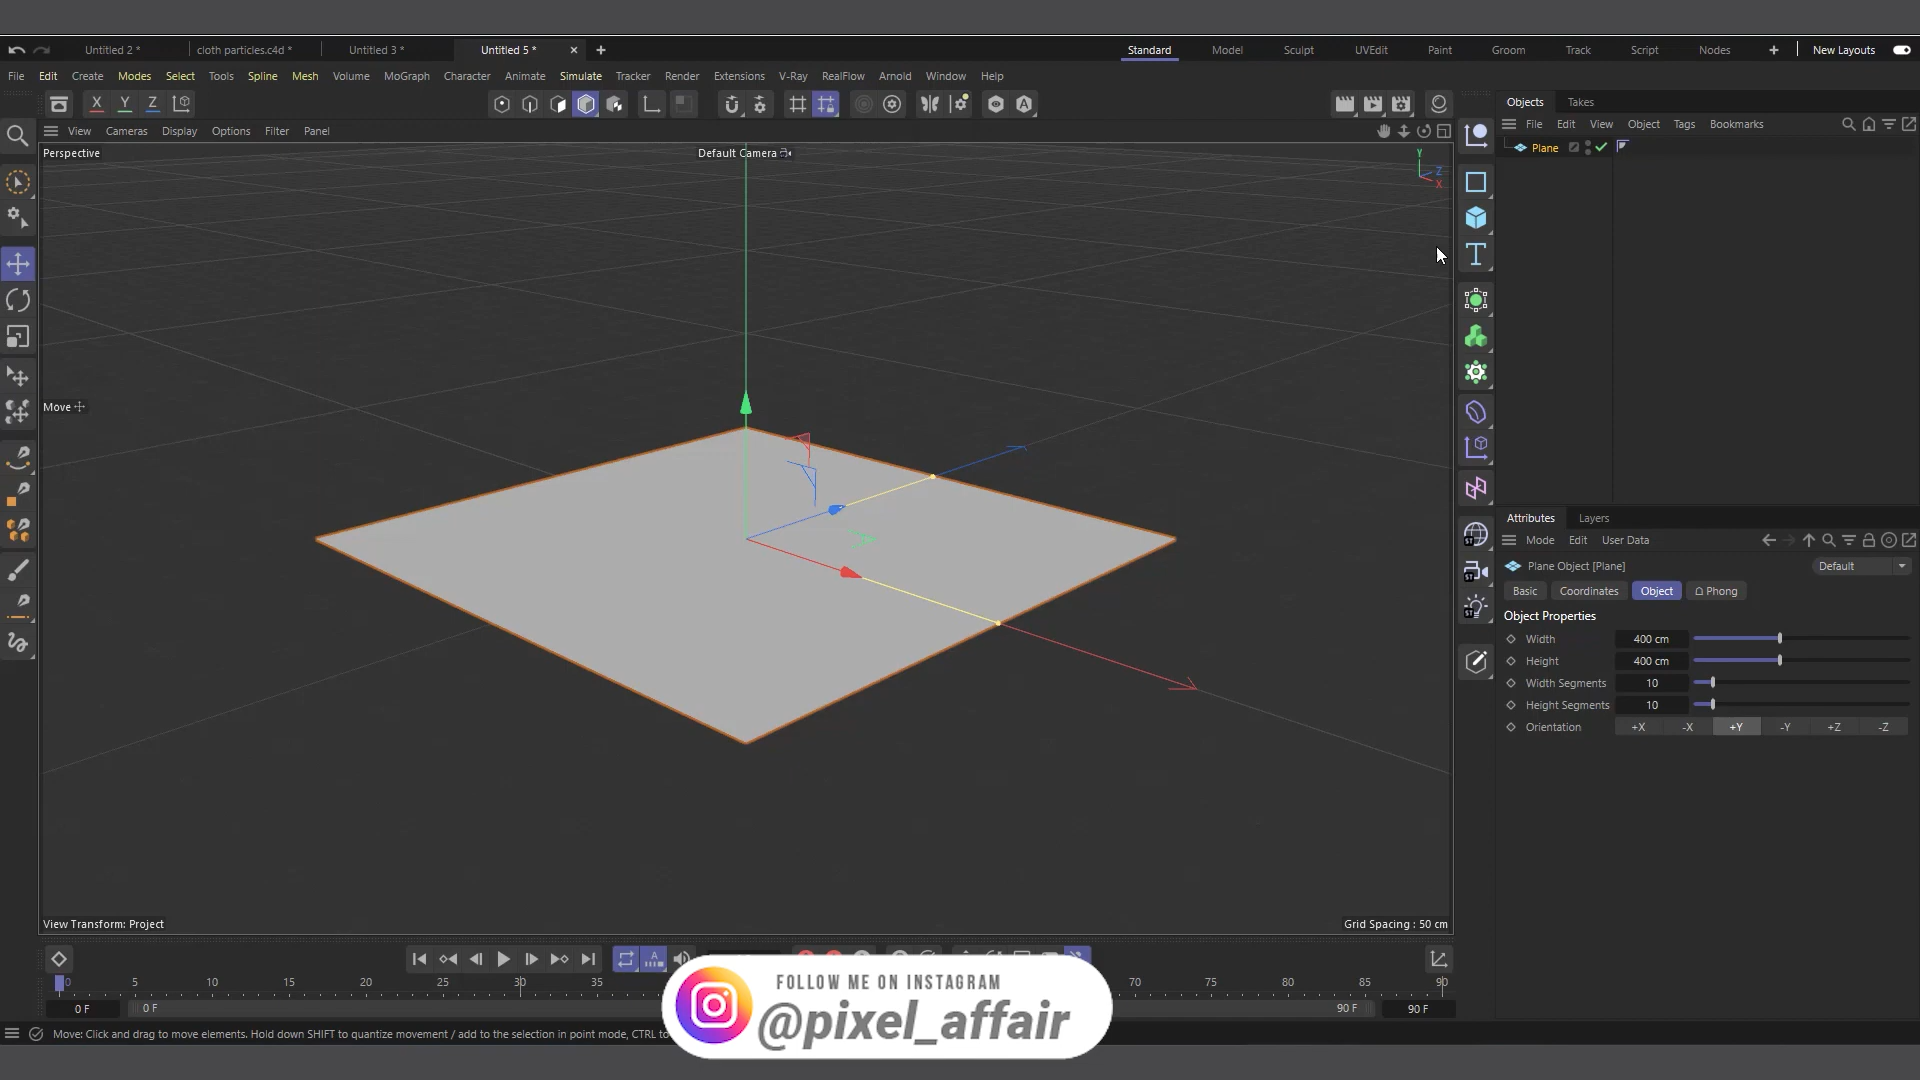 Untitled 2 * cloth particles.c4d * Untitled 3 * Untitled 5 * Standard Model Sculpt UVEdit Paint Groom Track Script Nodes New Layouts
File Edit Create Modes Select Tools Spline Mesh Volume MoGraph Character Animate Simulate Tracker Render Extensions V-Ray RealFlow Arnold Window Help
X Y Z
Objects Takes
View Cameras Display Options Filter Panel
File Edit View Object Tags Bookmarks
Perspective
Default Camera
Plane
Y
Z
X
Move
Attributes Layers
Mode Edit User Data
Plane Object [Plane] Default
Basic Coordinates Object Phong
Object Properties
Width 400 cm
Height 400 cm
Width Segments 10
Height Segments 10
Orientation +X -X +Y -Y +Z -Z
View Transform: Project
Grid Spacing : 50 cm
0 5 10 15 20 25 30 35 70 75 80 85 90
0 F 0 F 90 F 90 F
Move: Click and drag to move elements. Hold down SHIFT to quantize movement / add to the selection in point mode, CTRL to
FOLLOW ME ON INSTAGRAM
@pixel_affair